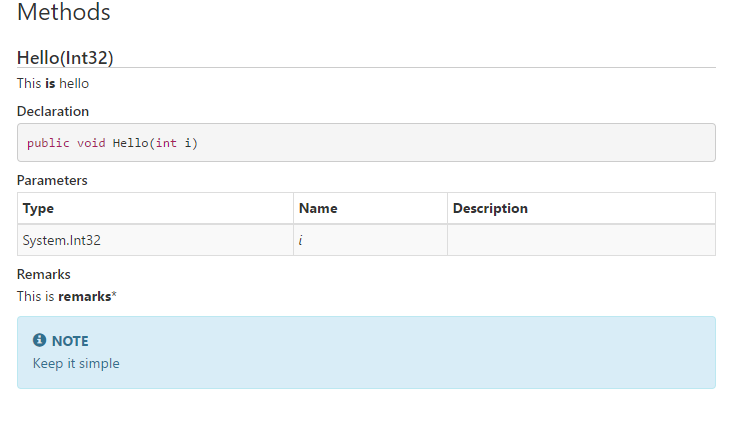 Methods
Hello(Int32)
This is hello
Declaration
public void Hello(int i)
Parameters
Type Name Description
System.Int32 i
Remarks
This is remarks*
NOTE
Keep it simple